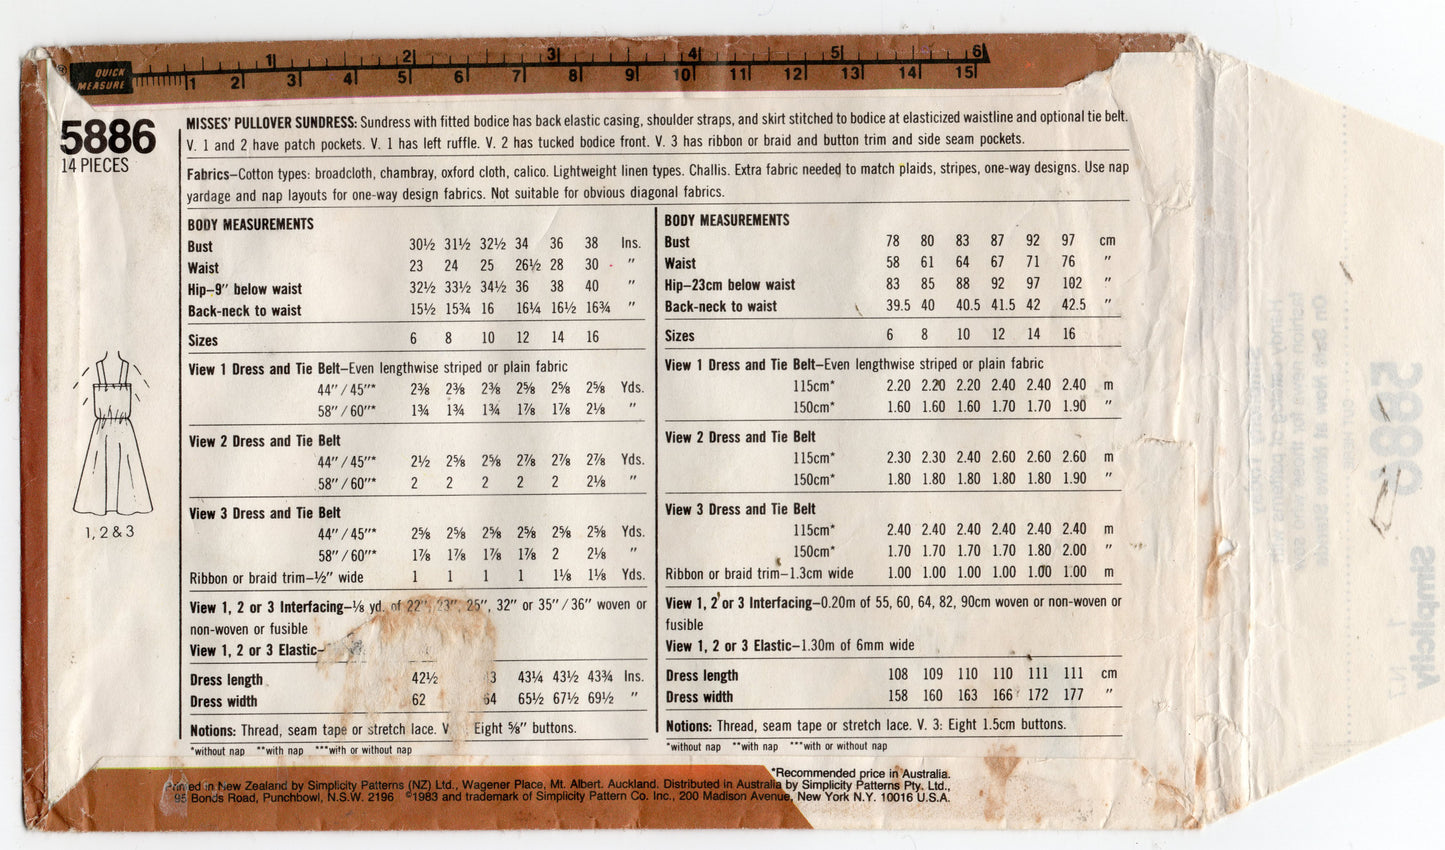 QUICK
MEASURE
1 2 3 4 5 6
1 2 3 4 5 6 7 8 9 10 11 12 13 14 15
5886
14 PIECES
MISSES' PULLOVER SUNDRESS: Sundress with fitted bodice has back elastic casing, shoulder straps, and skirt stitched to bodice at elasticized waistline and optional tie belt.
V. 1 and 2 have patch pockets. V. 1 has left ruffle. V. 2 has tucked bodice front. V. 3 has ribbon or braid and button trim and side seam pockets.
Fabrics—Cotton types: broadcloth, chambray, oxford cloth, calico. Lightweight linen types. Challis. Extra fabric needed to match plaids, stripes, one-way designs. Use nap
yardage and nap layouts for one-way design fabrics. Not suitable for obvious diagonal fabrics.
BODY MEASUREMENTS
Bust 30½ 31½ 32½ 34 36 38 Ins.
Waist 23 24 25 26½ 28 30 "
Hip—9" below waist 32½ 33½ 34½ 36 38 40 "
Back-neck to waist 15½ 15¾ 16 16¼ 16½ 16¾ "
Sizes 6 8 10 12 14 16
View 1 Dress and Tie Belt—Even lengthwise striped or plain fabric
44"/45"* 2⅜ 2⅜ 2⅜ 2⅝ 2⅝ 2⅝ Yds.
58"/60"* 1¾ 1¾ 1¾ 1⅞ 1⅞ 2⅛ "
View 2 Dress and Tie Belt
44"/45"* 2½ 2⅝ 2⅝ 2⅞ 2⅞ 2⅞ Yds.
58"/60"* 2 2 2 2 2 2⅛ "
View 3 Dress and Tie Belt
44"/45"* 2⅝ 2⅝ 2⅝ 2⅝ 2⅝ 2⅝ Yds.
58"/60"* 1⅞ 1⅞ 1⅞ 1⅞ 2 2⅛ "
Ribbon or braid trim—½" wide 1 1 1 1 1⅛ 1⅛ Yds.
View 1, 2 or 3 Interfacing—⅛ yd. of 22", 23", 25", 32" or 35"/36" woven or
non-woven or fusible
View 1, 2 or 3 Elastic—
Dress length 42½ 43¼ 43½ 43¾ Ins.
Dress width 62 65½ 67½ 69½ "
Notions: Thread, seam tape or stretch lace. V Eight ⅝" buttons.
*without nap **with nap ***with or without nap
BODY MEASUREMENTS
Bust 78 80 83 87 92 97 cm
Waist 58 61 64 67 71 76 "
Hip—23cm below waist 83 85 88 92 97 102 "
Back-neck to waist 39.5 40 40.5 41.5 42 42.5 "
Sizes 6 8 10 12 14 16
View 1 Dress and Tie Belt—Even lengthwise striped or plain fabric
115cm* 2.20 2.20 2.20 2.40 2.40 2.40 m
150cm* 1.60 1.60 1.60 1.70 1.70 1.90 "
View 2 Dress and Tie Belt
115cm* 2.30 2.30 2.40 2.60 2.60 2.60 m
150cm* 1.80 1.80 1.80 1.80 1.80 1.90 "
View 3 Dress and Tie Belt
115cm* 2.40 2.40 2.40 2.40 2.40 2.40 m
150cm* 1.70 1.70 1.70 1.70 1.80 2.00 "
Ribbon or braid trim—1.3cm wide 1.00 1.00 1.00 1.00 1.00 1.00 m
View 1, 2 or 3 Interfacing—0.20m of 55, 60, 64, 82, 90cm woven or non-woven or
fusible
View 1, 2 or 3 Elastic—1.30m of 6mm wide
Dress length 108 109 110 110 111 111 cm
Dress width 158 160 163 166 172 177 "
Notions: Thread, seam tape or stretch lace. V. 3: Eight 1.5cm buttons.
*without nap **with nap ***with or without nap
1, 2 & 3
*Recommended price in Australia.
Printed in New Zealand by Simplicity Patterns (NZ) Ltd., Wagener Place, Mt. Albert. Auckland. Distributed in Australia by Simplicity Patterns Pty. Ltd.,
95 Bonds Road, Punchbowl, N.S.W. 2196 ©1983 and trademark of Simplicity Pattern Co. Inc., 200 Madison Avenue, New York N.Y. 10016 U.S.A.
5886
Simplicity